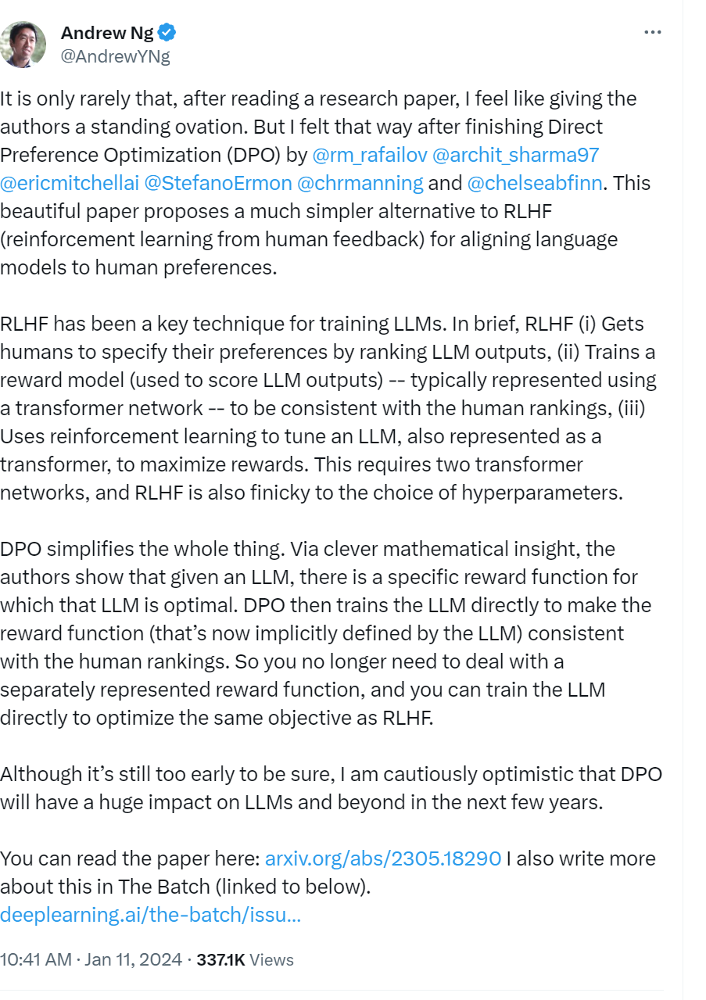 Andrew Ng
@AndrewYNg
It is only rarely that, after reading a research paper, I feel like giving the
authors a standing ovation. But I felt that way after finishing Direct
Preference Optimization (DPO) by @rm_rafailov @archit_sharma97
@ericmitchellai @StefanoErmon @chrmanning and @chelseabfinn. This
beautiful paper proposes a much simpler alternative to RLHF
(reinforcement learning from human feedback) for aligning language
models to human preferences.
RLHF has been a key technique for training LLMs. In brief, RLHF (i) Gets
humans to specify their preferences by ranking LLM outputs, (ii) Trains a
reward model (used to score LLM outputs) -- typically represented using
a transformer network -- to be consistent with the human rankings, (iii)
Uses reinforcement learning to tune an LLM, also represented as a
transformer, to maximize rewards. This requires two transformer
networks, and RLHF is also finicky to the choice of hyperparameters.
DPO simplifies the whole thing. Via clever mathematical insight, the
authors show that given an LLM, there is a specific reward function for
which that LLM is optimal. DPO then trains the LLM directly to make the
reward function (that’s now implicitly defined by the LLM) consistent
with the human rankings. So you no longer need to deal with a
separately represented reward function, and you can train the LLM
directly to optimize the same objective as RLHF.
Although it’s still too early to be sure, I am cautiously optimistic that DPO
will have a huge impact on LLMs and beyond in the next few years.
You can read the paper here: arxiv.org/abs/2305.18290 I also write more
about this in The Batch (linked to below).
deeplearning.ai/the-batch/issu…
10:41 AM · Jan 11, 2024 · 337.1K Views